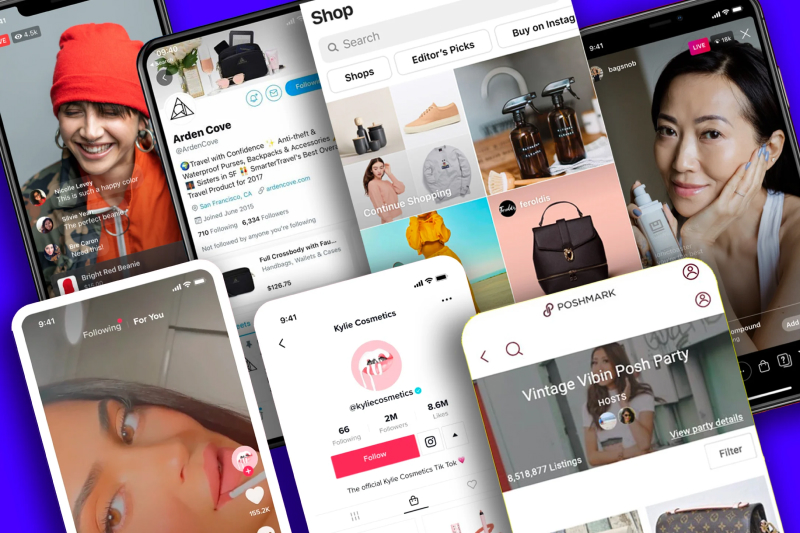 4.5k
Nicole Levey
This is such a happy color
Silvie Yean
The perfect beanie!
Sue Caron
Need this!
Bright Red Beanie
$16.00
09:40
Arden Cove
@ArdenCove
Travel with Confidence Anti-theft &
Waterproof Purses, Backpacks & Accessories
Sisters in SF SmarterTravel's Best Overall
Travel Product for 2017
San Francisco, CA ardencove.com
Joined June 2015
710 Following 6,334 Followers
Not followed by anyone you're following
Full Crossbody with Fau...
Handbags, Wallets & Cases
$126.75
Shop
Search
Shops
Editor's Picks
Buy on Instag
Continue Shopping
feroldis
9:41
LIVE
bagsnob
Add
9:41
Following
For You
155.2K
9:41
Kylie Cosmetics
@kyliecosmetics
66
Following
2M
Followers
8.6M
Likes
Follow
The official Kylie Cosmetics Tik Tok
POSHMARK
Vintage Vibin Posh Party
HOSTS
View party details
8,518,877 Listings
Filter